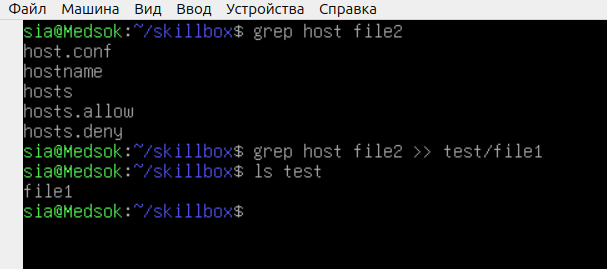 Файл Машина Вид Ввод Устройства Справка
sia@Medsok:~/skillbox$ grep host file2
host.conf
hostname
hosts
hosts.allow
hosts.deny
sia@Medsok:~/skillbox$ grep host file2 >> test/file1
sia@Medsok:~/skillbox$ ls test
file1
sia@Medsok:~/skillbox$